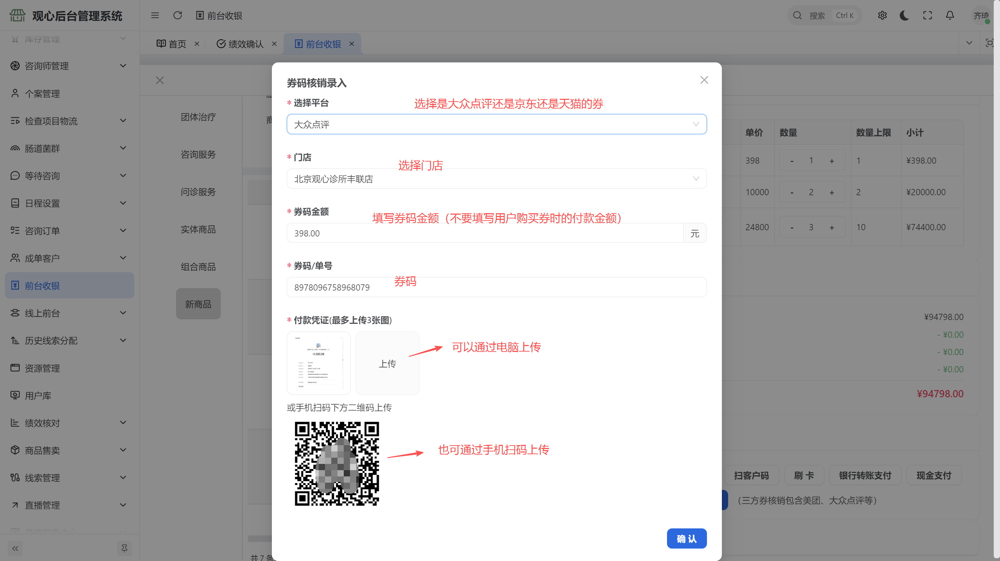 观心后台管理系统
前台收银
搜索 Ctrl K
齐琦
首页
绩效确认
前台收银
库存管理
咨询师管理
个案管理
检查项目物流
肠道菌群
等待咨询
日程设置
咨询订单
成单客户
前台收银
线上前台
历史线索分配
资源管理
用户库
绩效核对
商品售卖
线索管理
直播管理
团体治疗
咨询服务
问诊服务
实体商品
组合商品
新商品
共 7 条
券码核销录入
* 选择平台
选择是大众点评还是京东还是天猫的券
大众点评
* 门店
选择门店
北京观心诊所丰联店
* 券码金额
填写券码金额（不要填写用户购买券时的付款金额）
398.00 元
* 券码/单号
券码
8978096758968079
* 付款凭证(最多上传3张图)
+1,500.00
上传
可以通过电脑上传
或手机扫码下方二维码上传
也可通过手机扫码上传
确 认
单价 数量 数量上限 小计
398 - 1 + 1 ¥398.00
10000 - 2 + 2 ¥20000.00
24800 - 3 + 10 ¥74400.00
¥94798.00
- ¥0.00
- ¥0.00
- ¥0.00
¥94798.00
扫客户码 刷 卡 银行转账支付 现金支付
（三方券核销包含美团、大众点评等）